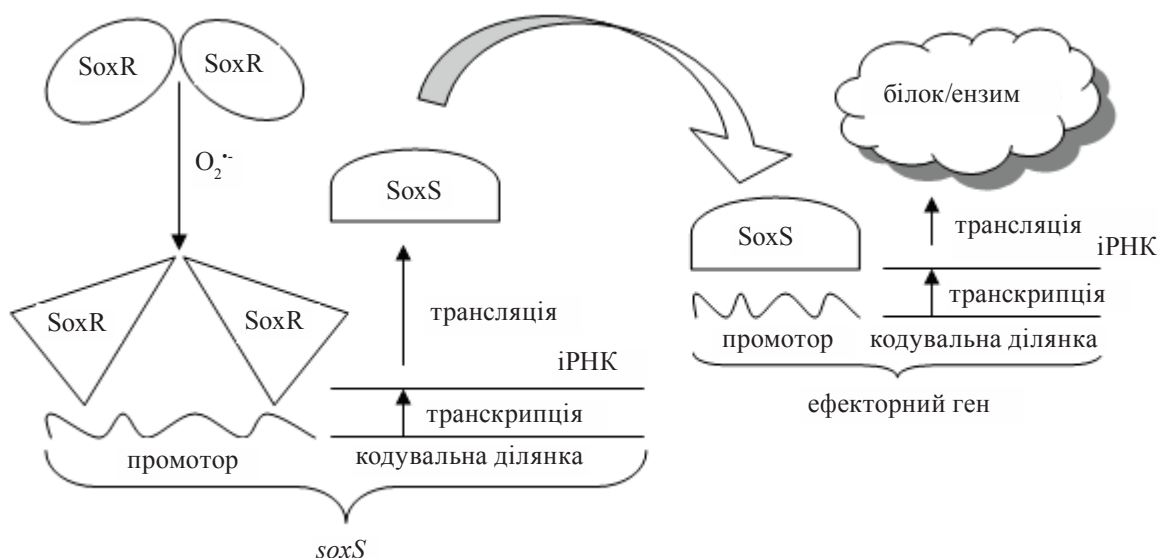 SoxR SoxR
O₂•-
SoxR SoxR
SoxS
трансляція
іРНК
транскрипція
промотор кодувальна ділянка
soxS
білок/ензим
SoxS
трансляція
іРНК
транскрипція
промотор кодувальна ділянка
ефекторний ген